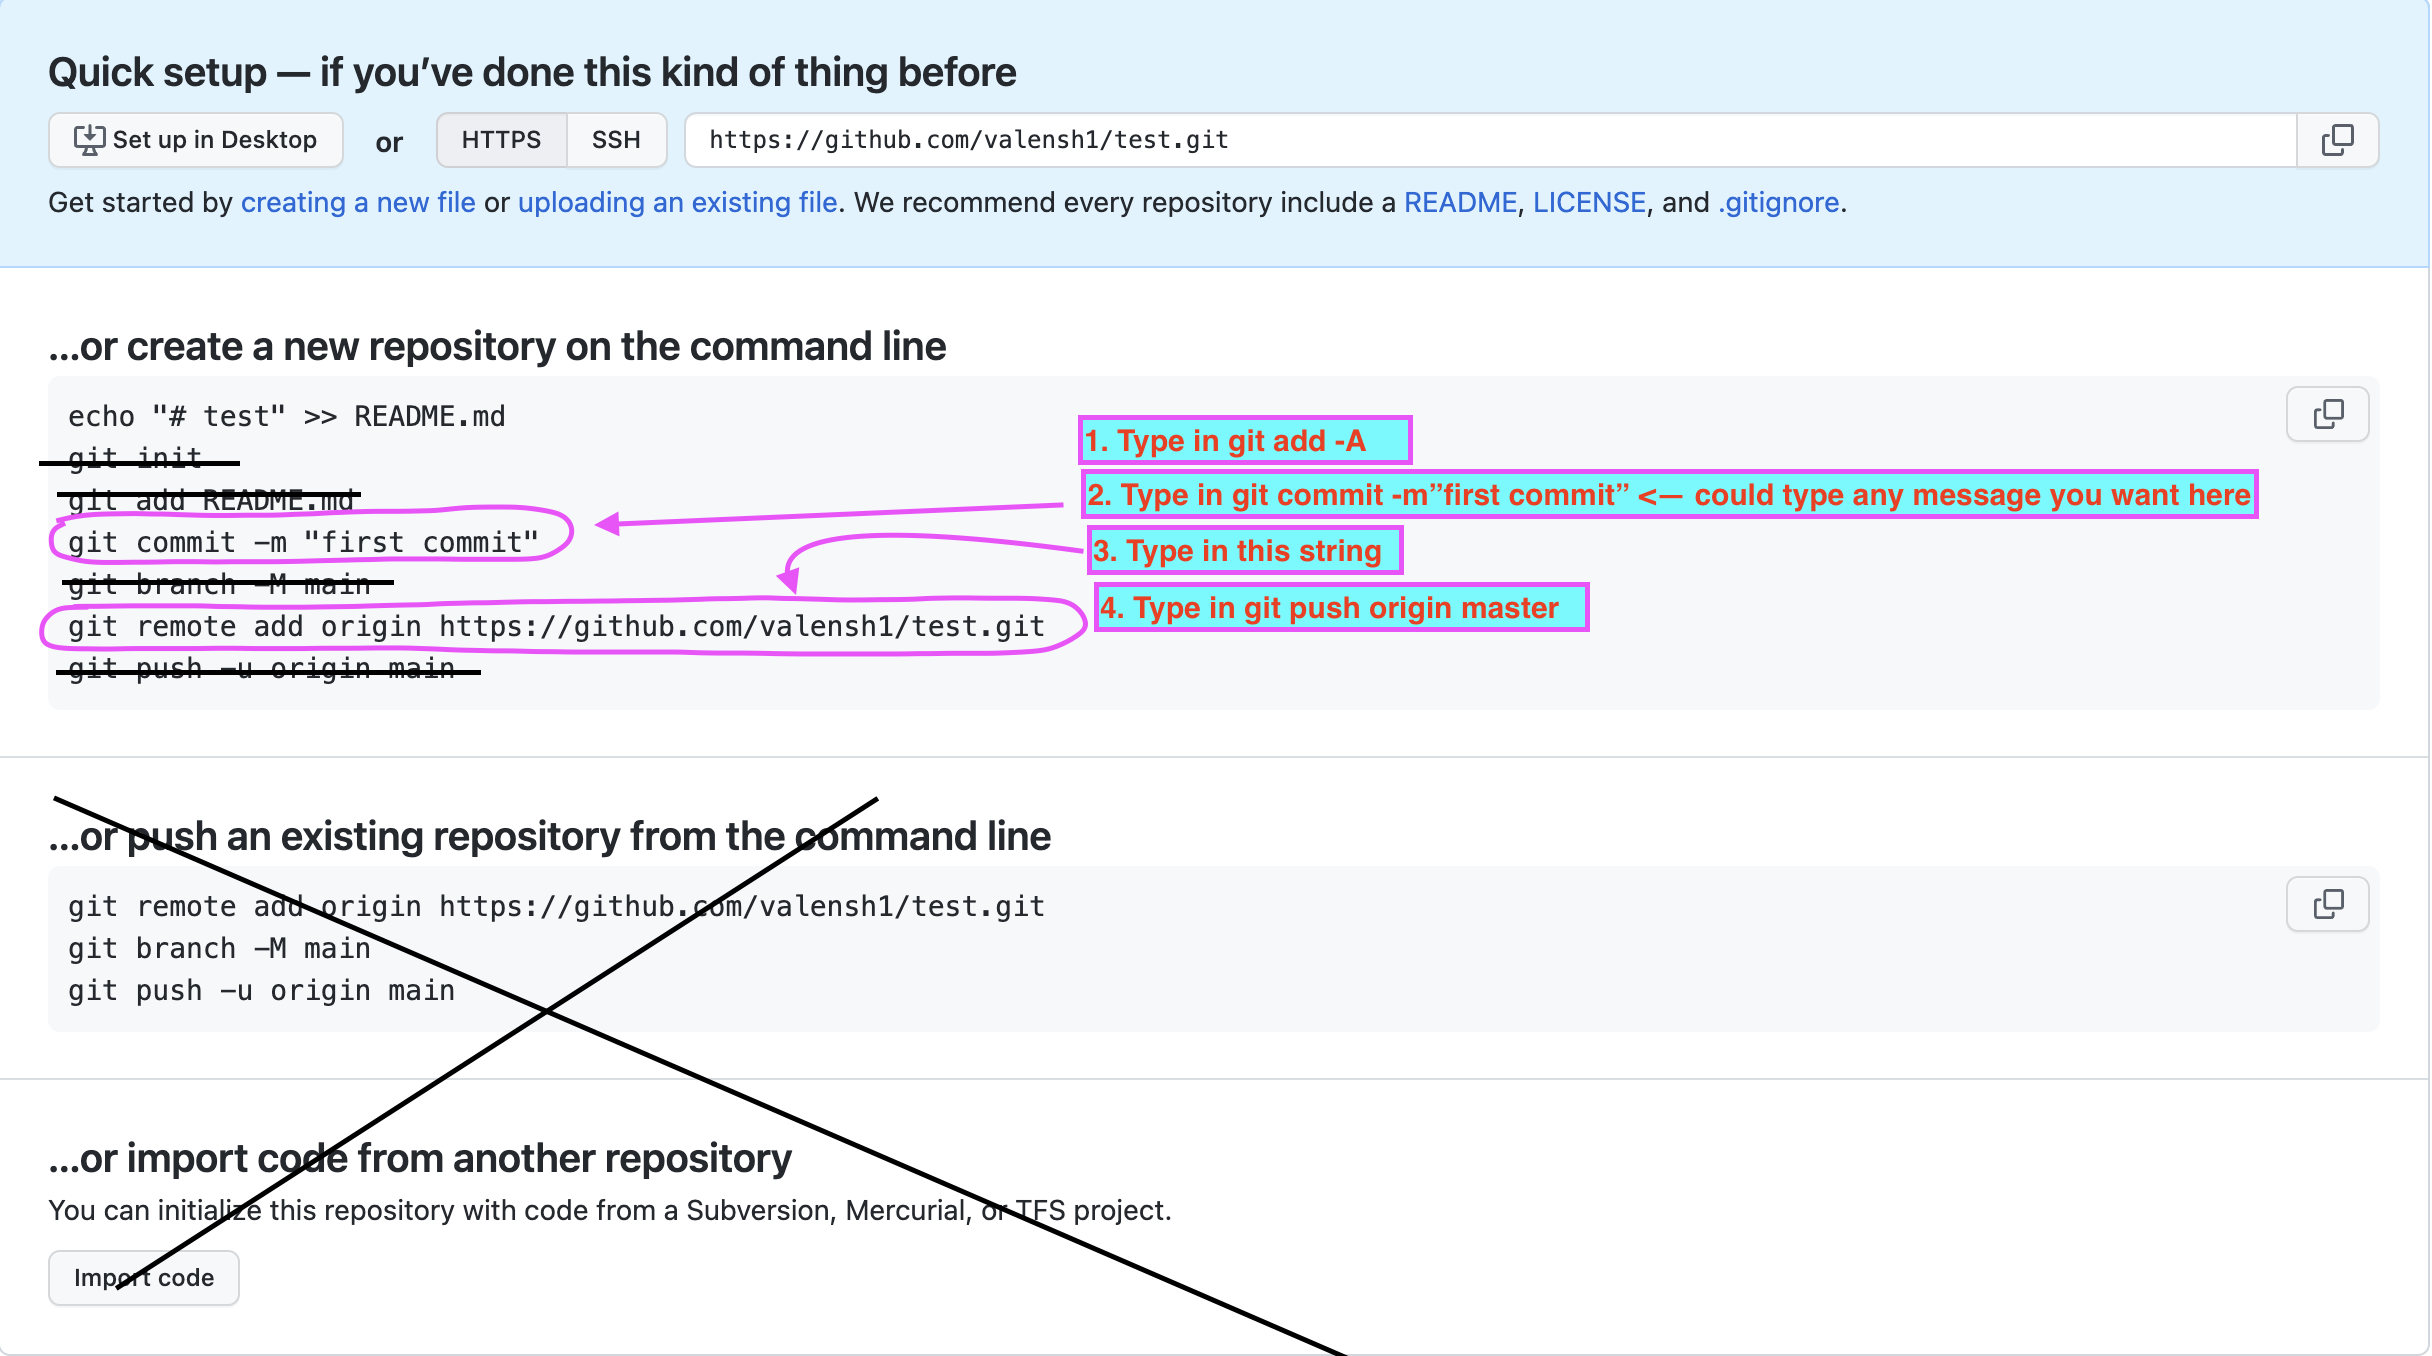 Quick setup — if you’ve done this kind of thing before
Set up in Desktop or HTTPS SSH https://github.com/valensh1/test.git
Get started by creating a new file or uploading an existing file. We recommend every repository include a README, LICENSE, and .gitignore.
...or create a new repository on the command line
echo "# test" >> README.md
git init
git add README.md
git commit -m "first commit"
git branch -M main
git remote add origin https://github.com/valensh1/test.git
git push -u origin main
1. Type in git add -A
2. Type in git commit -m”first commit” <— could type any message you want here
3. Type in this string
4. Type in git push origin master
...or push an existing repository from the command line
git remote add origin https://github.com/valensh1/test.git
git branch -M main
git push -u origin main
...or import code from another repository
You can initialize this repository with code from a Subversion, Mercurial, or TFS project.
Import code